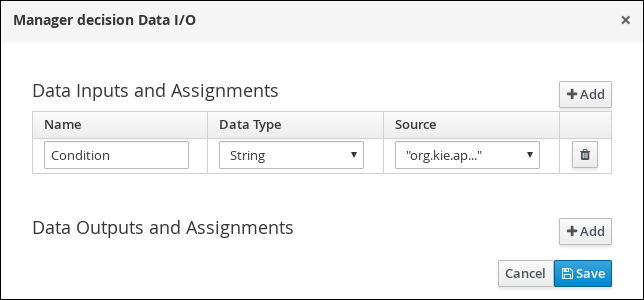 Manager decision Data I/O ×
Data Inputs and Assignments
+ Add
Name Data Type Source
Condition String "org.kie.ap..."
Data Outputs and Assignments
+ Add
Cancel Save